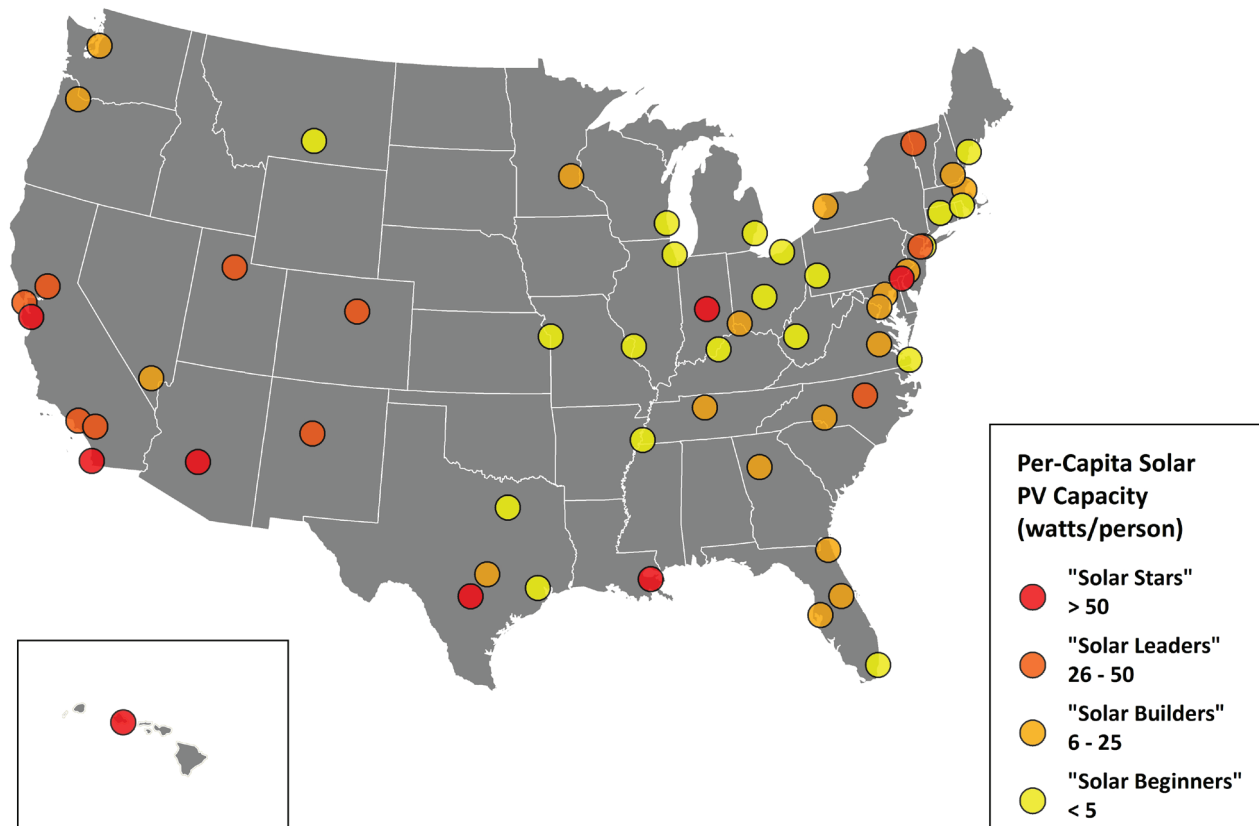 Per-Capita Solar
PV Capacity
(watts/person)
"Solar Stars"
> 50
"Solar Leaders"
26 - 50
"Solar Builders"
6 - 25
"Solar Beginners"
< 5